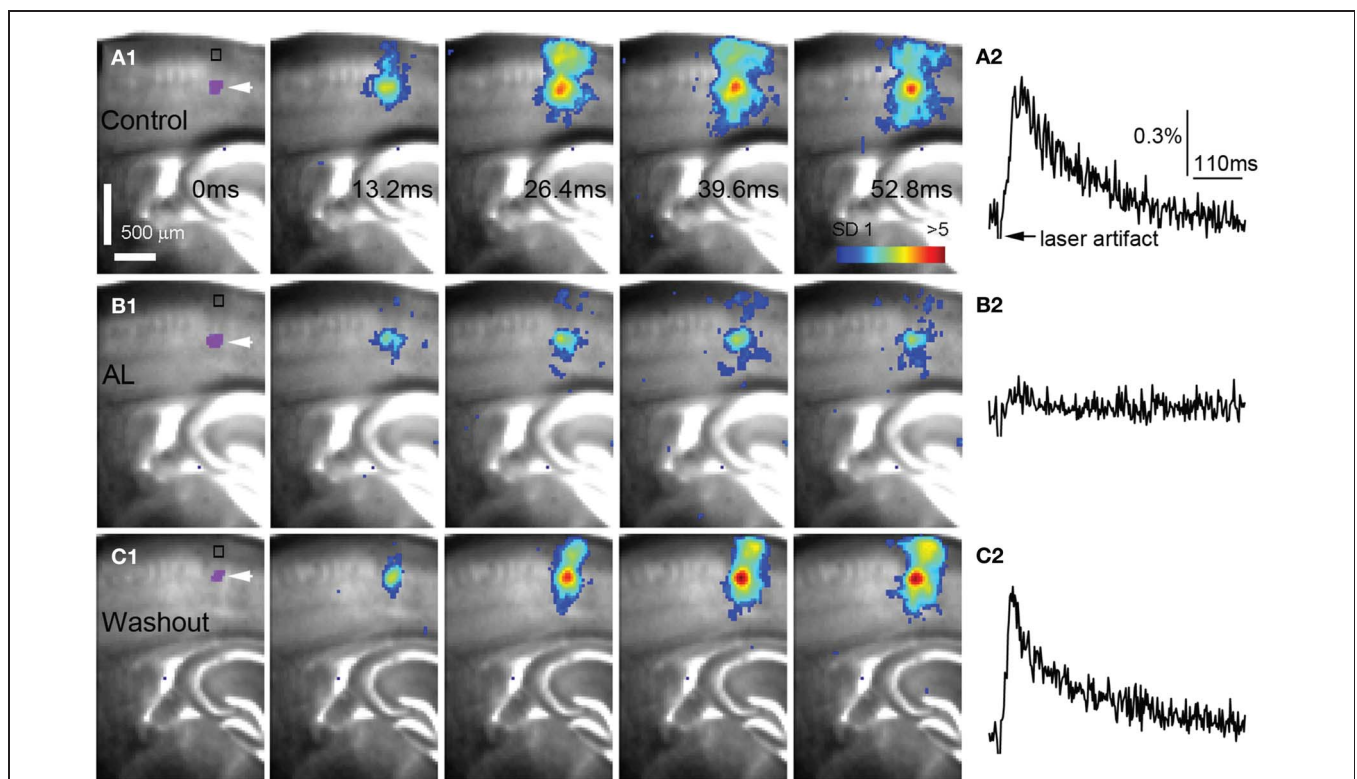 A1
Control
0ms
13.2ms
26.4ms
39.6ms
52.8ms
500 μm
SD 1 >5
A2
0.3%
110ms
laser artifact
B1
AL
B2
C1
Washout
C2